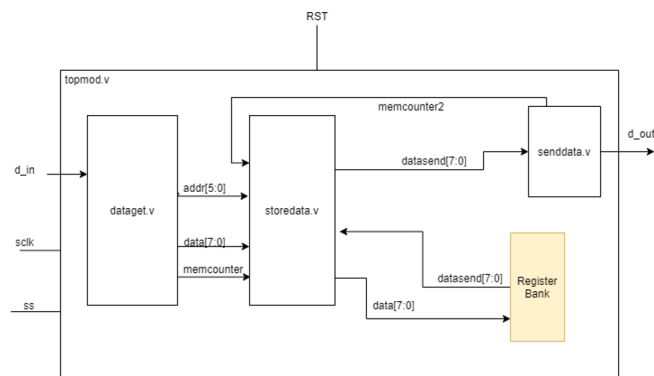 RST
topmod.v
memcounter2
d_out
datasend[7:0]
senddata.v
d_in
addr[5:0]
dataget.v
storedata.v
sclk
data[7:0]
memcounter
datasend[7:0]
Register
Bank
ss
data[7:0]